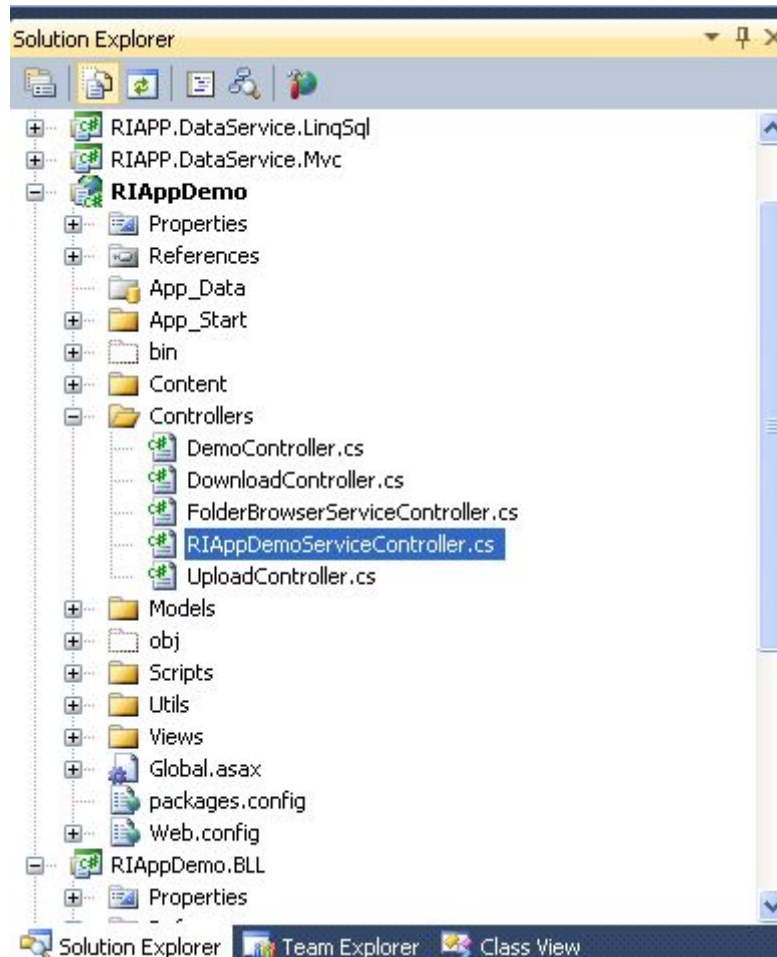 Solution Explorer
RIAPP.DataService.LinqSql
RIAPP.DataService.Mvc
RIAppDemo
Properties
References
App_Data
App_Start
bin
Content
Controllers
DemoController.cs
DownloadController.cs
FolderBrowserServiceController.cs
RIAppDemoServiceController.cs
UploadController.cs
Models
obj
Scripts
Utils
Views
Global.asax
packages.config
Web.config
RIAppDemo.BLL
Properties
Solution Explorer Team Explorer Class View